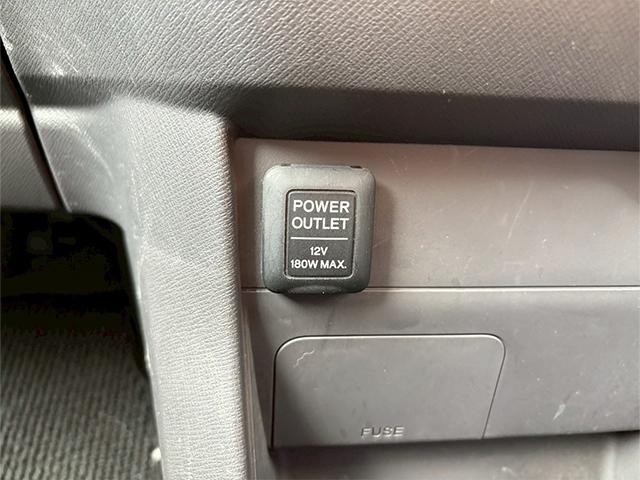 POWER
OUTLET
12V
180W MAX.
FUSE